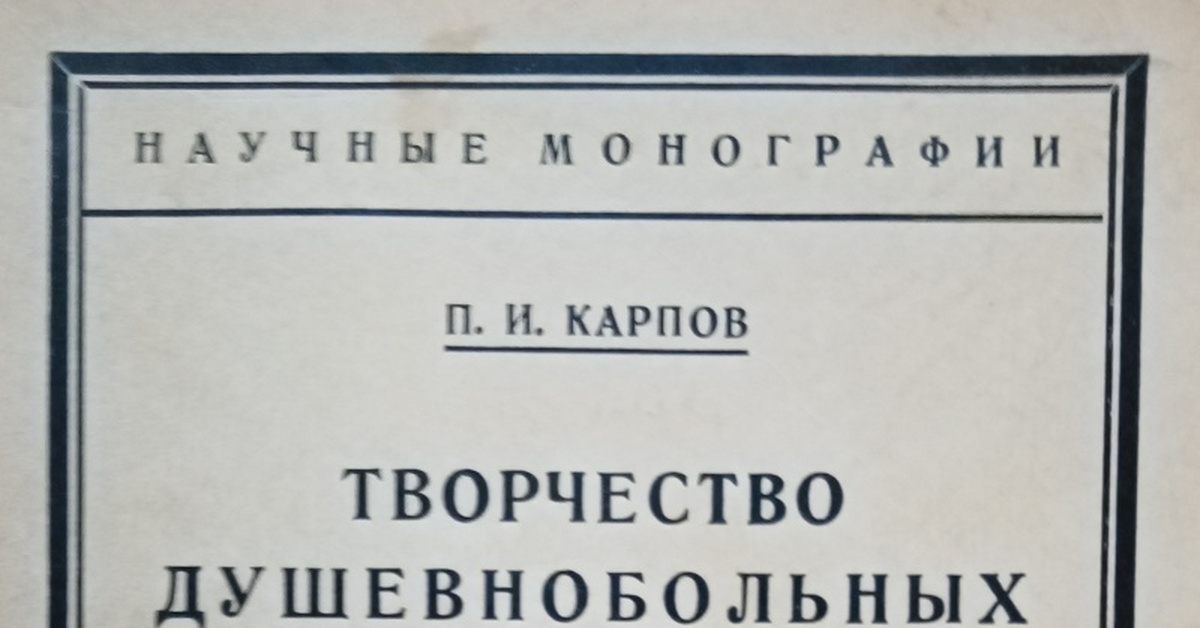 НАУЧНЫЕ МОНОГРАФИИ
П. И. КАРПОВ
ТВОРЧЕСТВО
ДУШЕВНОБОЛЬНЫХ